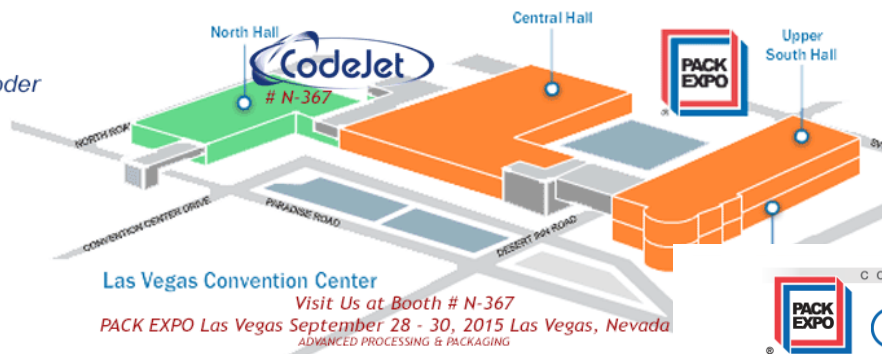 North Hall
Central Hall
Upper
South Hall
CodeJet
# N-367
PACK
EXPO
®
oder
NORTH ROAD
CONVENTION CENTER DRIVE
PARADISE ROAD
DESERT INN ROAD
SW
Las Vegas Convention Center
Visit Us at Booth # N-367
PACK EXPO Las Vegas September 28 - 30, 2015 Las Vegas, Nevada
ADVANCED PROCESSING & PACKAGING
C O
PACK
EXPO
®